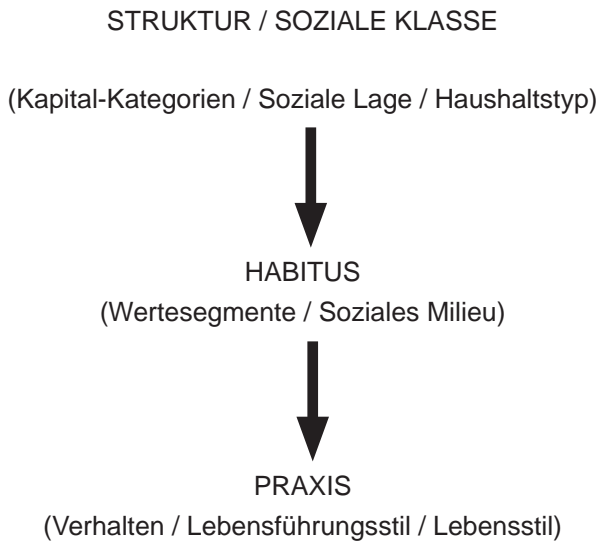 STRUKTUR / SOZIALE KLASSE
(Kapital-Kategorien / Soziale Lage / Haushaltstyp)
HABITUS
(Wertesegmente / Soziales Milieu)
PRAXIS
(Verhalten / Lebensführungsstil / Lebensstil)